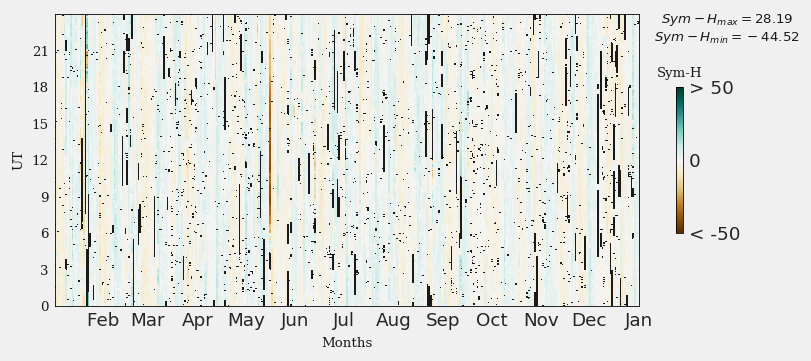 Sym−H_max = 28.19
Sym−H_min = −44.52
Sym-H
> 50
0
< -50
UT
21
18
15
12
9
6
3
0
Feb Mar Apr May Jun Jul Aug Sep Oct Nov Dec Jan
Months